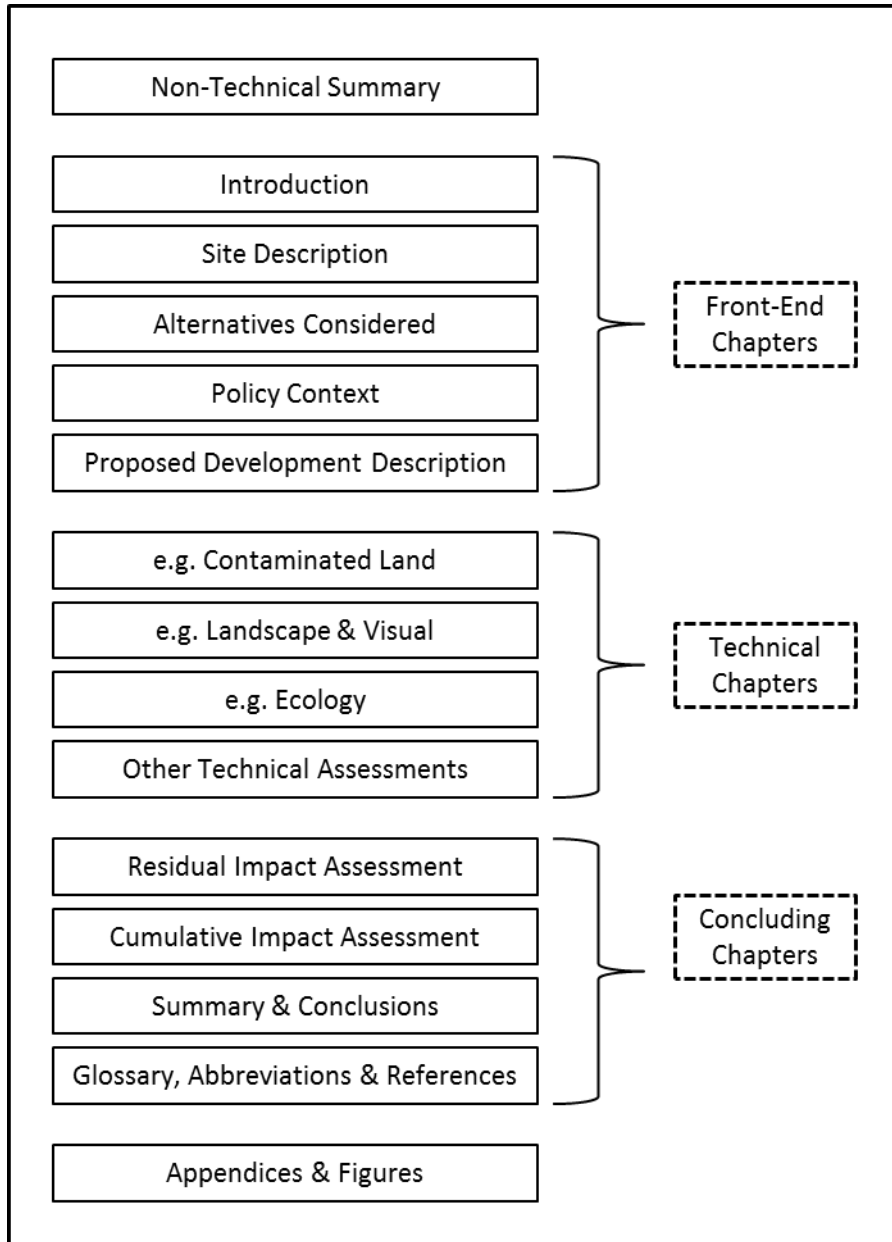 Non-Technical Summary
Introduction
Site Description
Alternatives Considered
Policy Context
Proposed Development Description
Front-End
Chapters
e.g. Contaminated Land
e.g. Landscape & Visual
e.g. Ecology
Other Technical Assessments
Technical
Chapters
Residual Impact Assessment
Cumulative Impact Assessment
Summary & Conclusions
Glossary, Abbreviations & References
Concluding
Chapters
Appendices & Figures